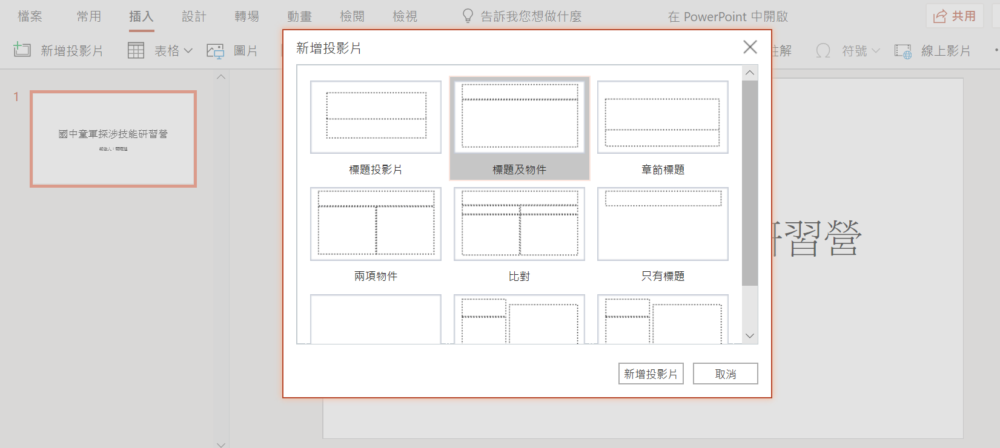 檔案 常用 插入 設計 轉場 動畫 檢閱 檢視 告訴我您想做什麼 在 PowerPoint 中開啟 共用
新增投影片 表格 圖片 註解 符號 線上影片
新增投影片
1
國中童軍探涉技能研習營
標題投影片 標題及物件 章節標題
研習營
兩項物件 比對 只有標題
新增投影片 取消